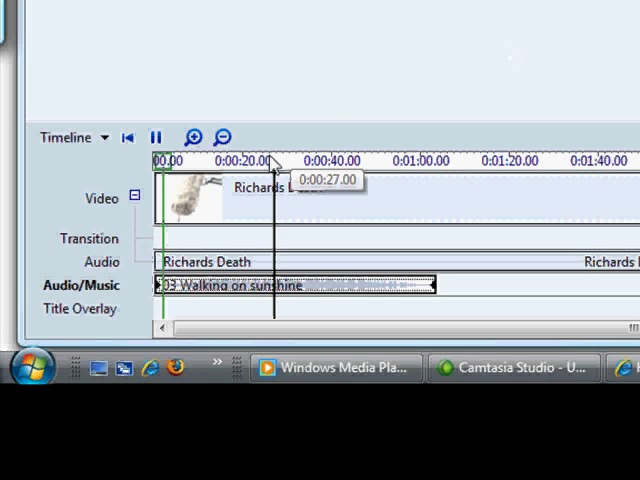 Timeline
00.00 0:00:20.00 0:00:40.00 0:01:00.00 0:01:20.00 0:01:40.00
0:00:27.00
Video Richards
Transition
Audio Richards Death Richards
Audio/Music 03 Walking on sunshine
Title Overlay
Windows Media Pla... Camtasia Studio - U...